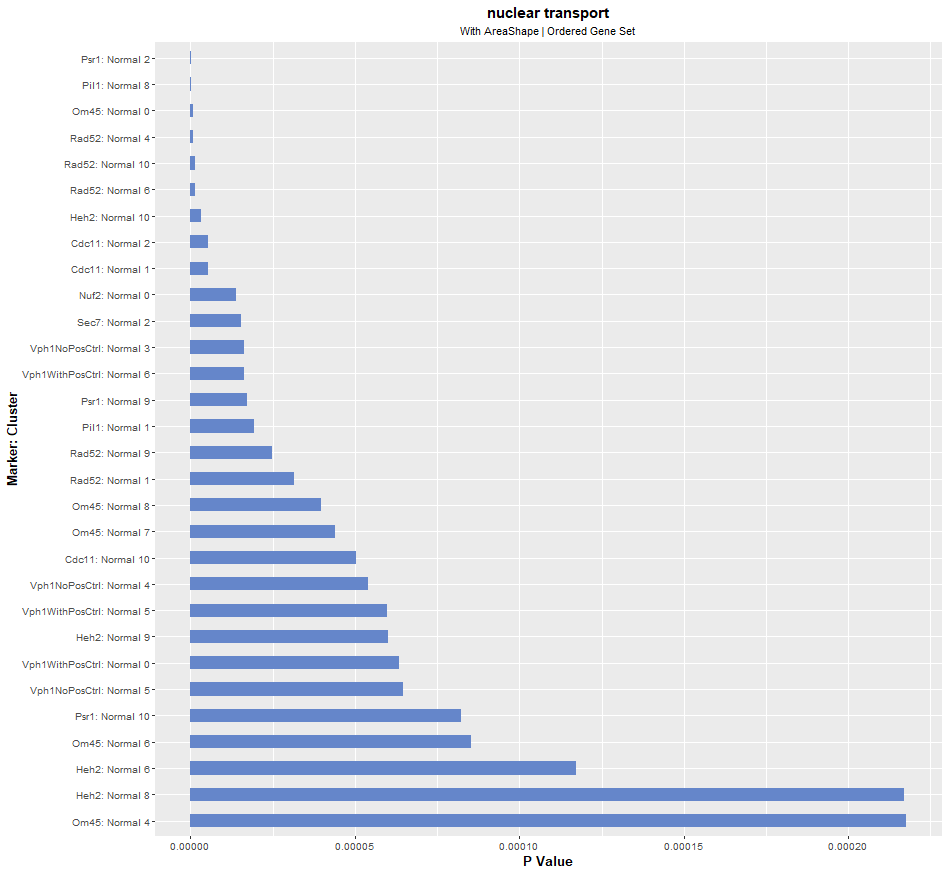 nuclear transport
With AreaShape | Ordered Gene Set
Psr1: Normal 2
Pil1: Normal 8
Om45: Normal 0
Rad52: Normal 4
Rad52: Normal 10
Rad52: Normal 6
Heh2: Normal 10
Cdc11: Normal 2
Cdc11: Normal 1
Nuf2: Normal 0
Sec7: Normal 2
Vph1NoPosCtrl: Normal 3
Vph1WithPosCtrl: Normal 6
Psr1: Normal 9
Pil1: Normal 1
Rad52: Normal 9
Rad52: Normal 1
Om45: Normal 8
Om45: Normal 7
Cdc11: Normal 10
Vph1NoPosCtrl: Normal 4
Vph1WithPosCtrl: Normal 5
Heh2: Normal 9
Vph1WithPosCtrl: Normal 0
Vph1NoPosCtrl: Normal 5
Psr1: Normal 10
Om45: Normal 6
Heh2: Normal 6
Heh2: Normal 8
Om45: Normal 4
Marker: Cluster
0.00000 0.00005 0.00010 0.00015 0.00020
P Value